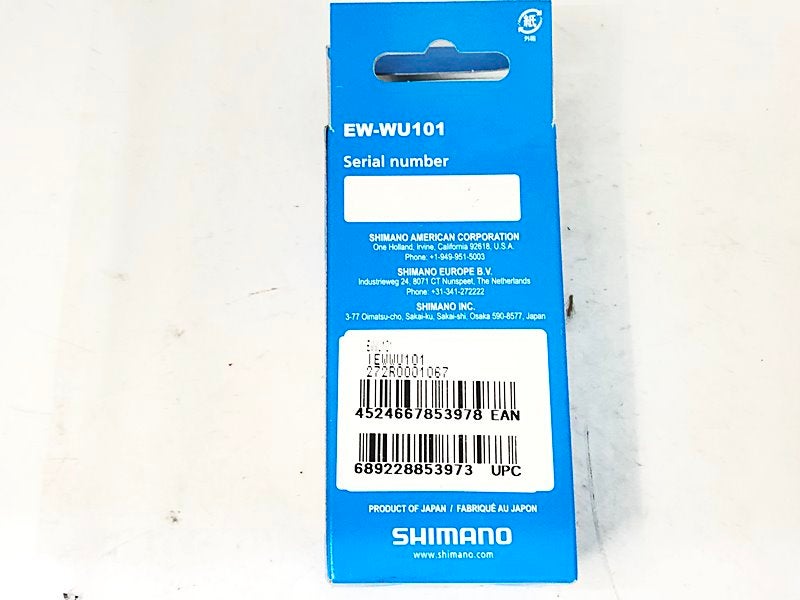 紙
外箱
EW-WU101
Serial number
SHIMANO AMERICAN CORPORATION
One Holland, Irvine, California 92618, U.S.A.
Phone: +1-949-951-5003
SHIMANO EUROPE B.V.
Industrieweg 24, 8071 CT Nunspeet, The Netherlands
Phone: +31-341-272222
SHIMANO INC.
3-77 Oimatsu-cho, Sakai-ku, Sakai-shi, Osaka 590-8577, Japan
IEWWU101
272R0001067
4524667853978 EAN
689228853973 UPC
PRODUCT OF JAPAN / FABRIQUÉ AU JAPON
SHIMANO
www.shimano.com